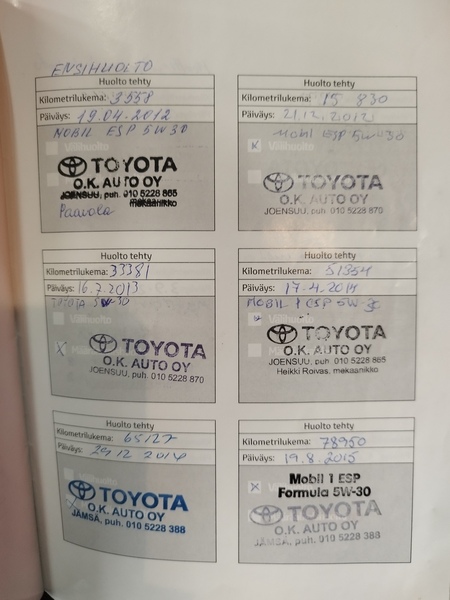 ENSIHUOLTO
Huolto tehty
Kilometrilukema: 3558
Päiväys: 19.04.2012
MOBIL ESP 5W30
Välihuolto
TOYOTA
O.K. AUTO OY
JOENSUU, puh. 010 5228 865
mekaanikko
Huolto tehty
Kilometrilukema: 15 830
Päiväys: 21.12.2012
Mobil ESP 5W-30
Välihuolto
TOYOTA
O.K. AUTO OY
JOENSUU, puh. 010 5228 870
Huolto tehty
Kilometrilukema: 33381
Päiväys: 16.7.2013
TOYOTA 5W-30
TOYOTA
O.K. AUTO OY
JOENSUU, puh. 010 5228 870
Huolto tehty
Kilometrilukema: 51354
Päiväys: 17.4.2014
MOBIL 1 ESP 5W-
TOYOTA
O.K. AUTO OY
JOENSUU, puh. 010 5228 865
Heikki Roivas, mekaanikko
Huolto tehty
Kilometrilukema:
Päiväys: 29.12 2014
TOYOTA
O.K. AUTO OY
JÄMSÄ, puh. 010 5228 388
Huolto tehty
Kilometrilukema: 78950
Päiväys: 19.8.2015
Mobil 1 ESP
Formula 5W-30
TOYOTA
O.K. AUTO OY
JÄMSÄ, puh. 010 5228 388